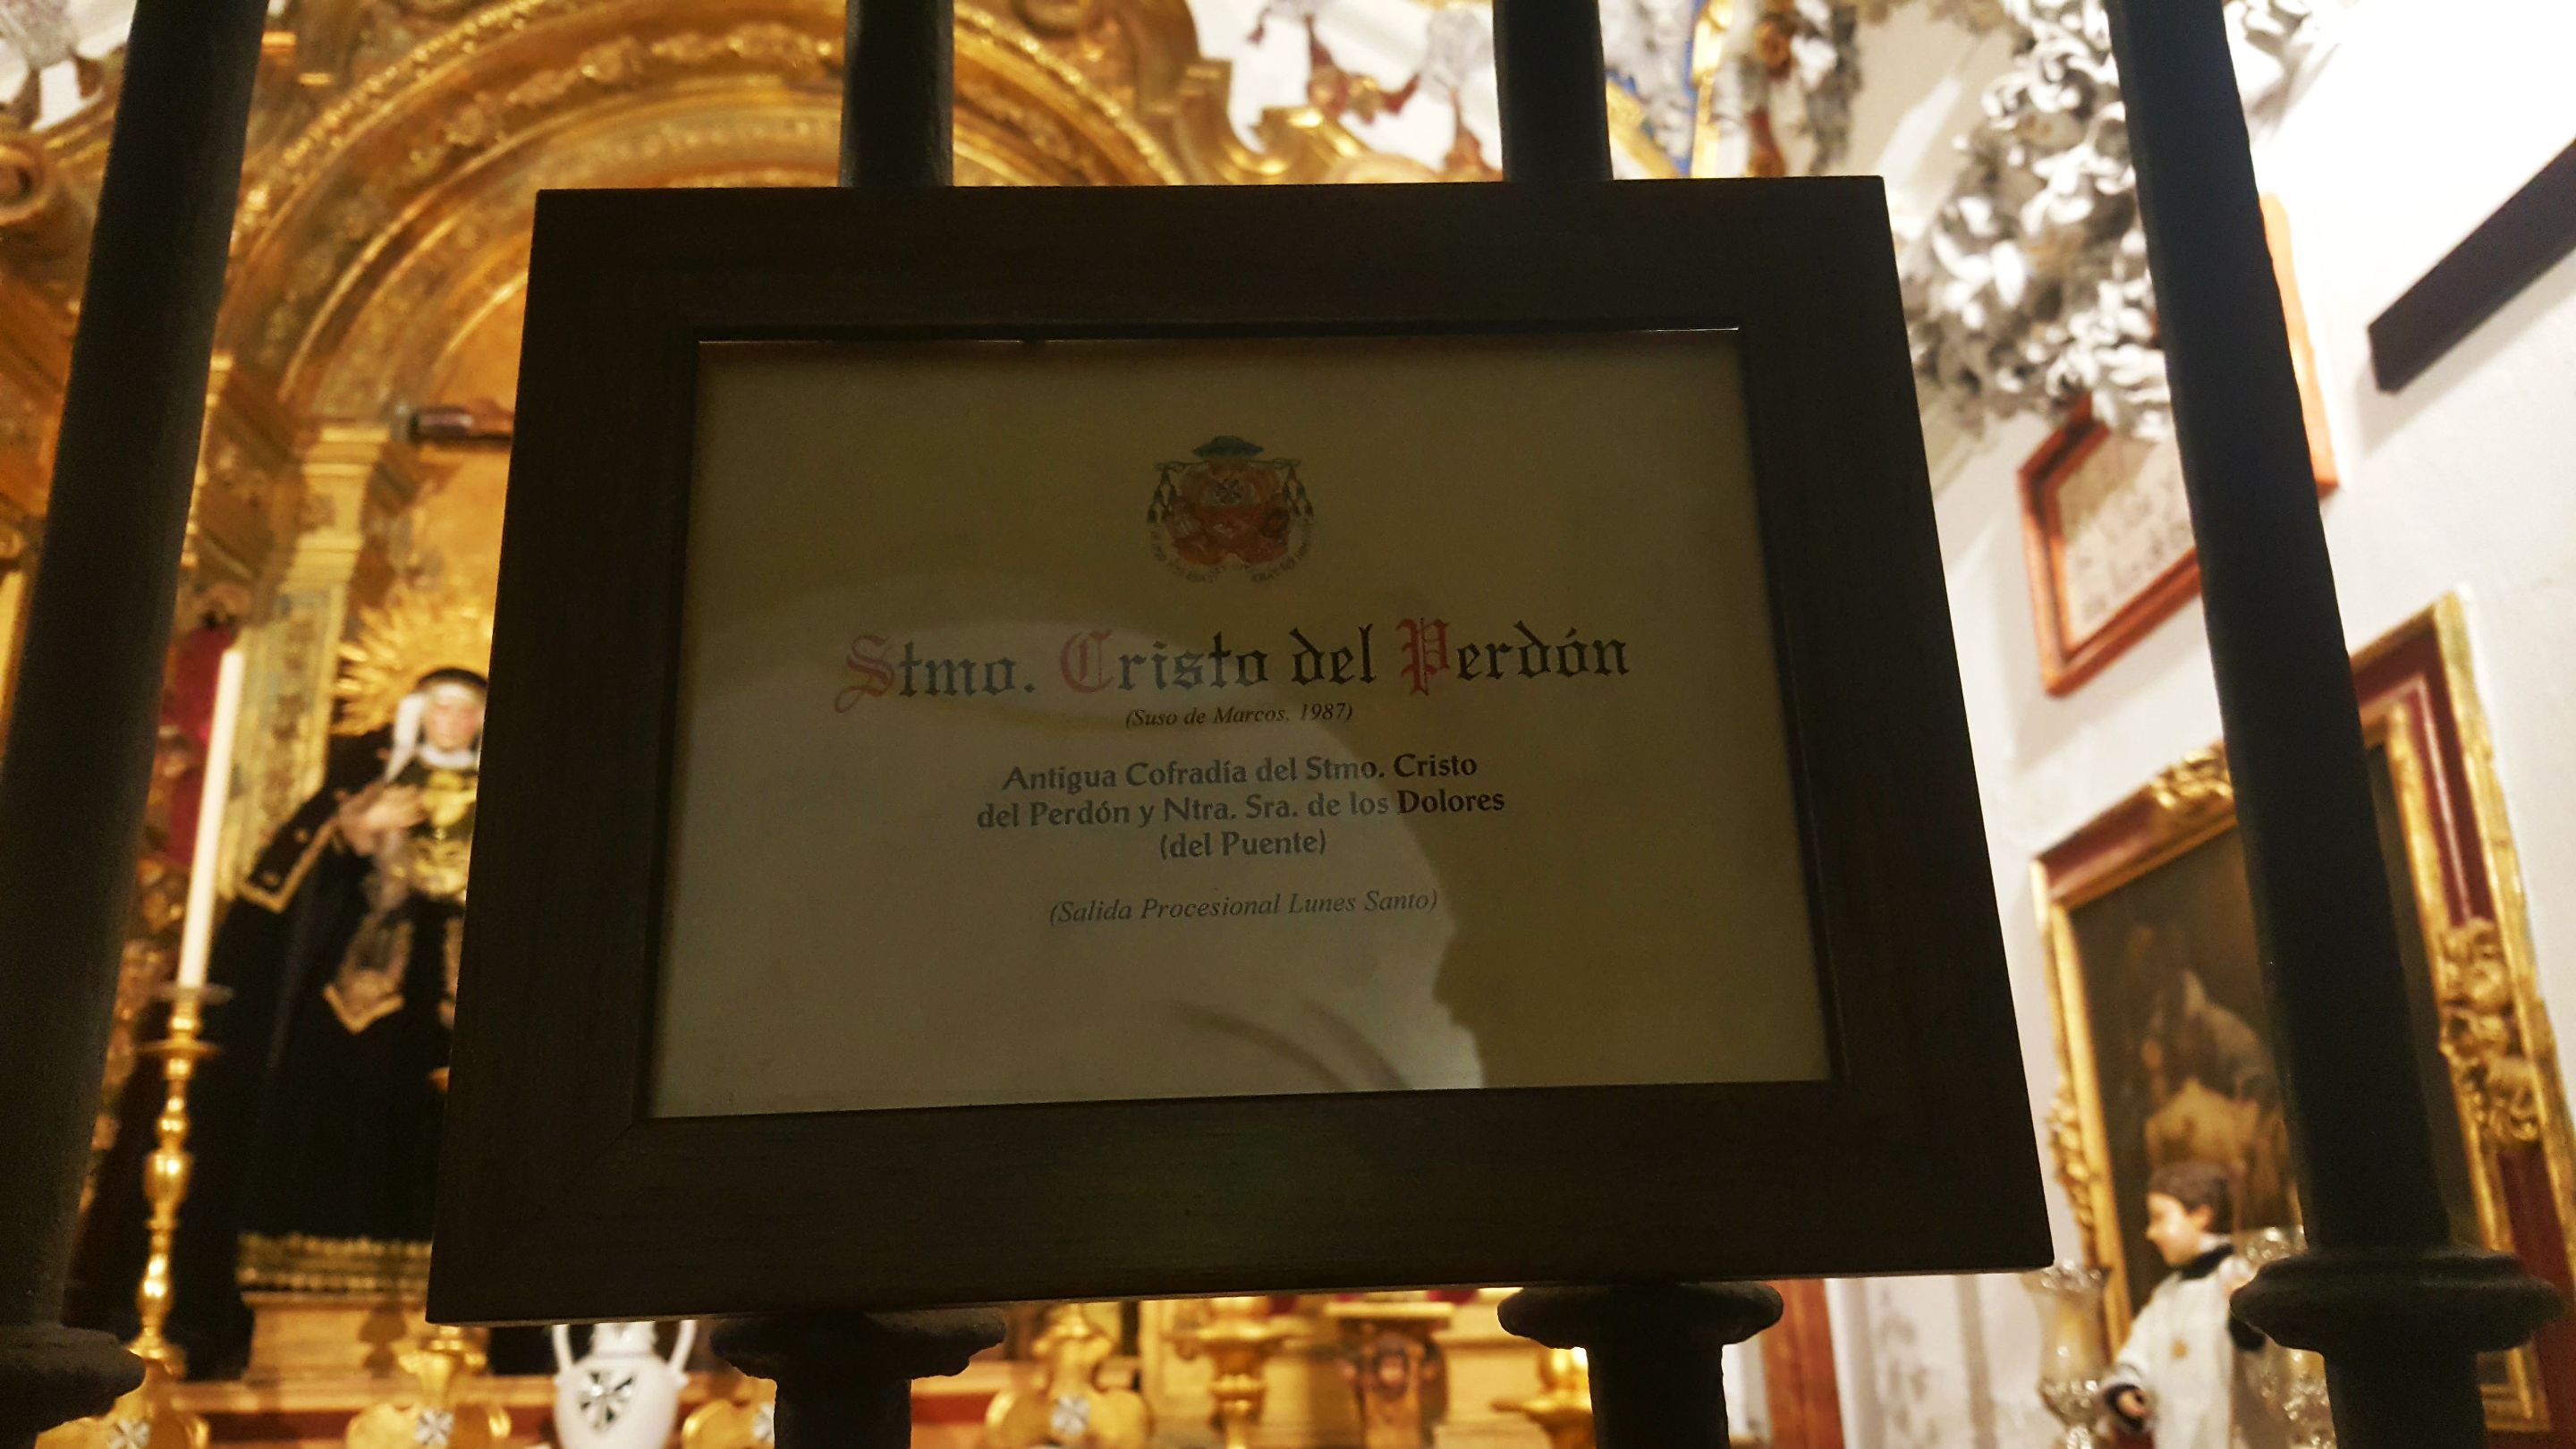 Stmo. Cristo del Perdón
(Suso de Marcos, 1987)
Antigua Cofradía del Stmo. Cristo
del Perdón y Ntra. Sra. de los Dolores
(del Puente)
(Salida Procesional Lunes Santo)